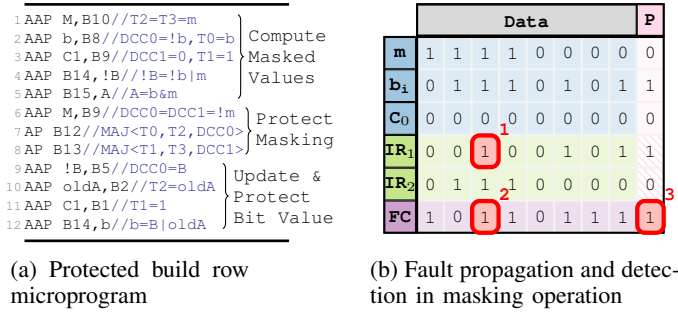 1 AAP M,B10//T2=T3=m
2 AAP b,B8//DCC0=!b,T0=b
3 AAP C1,B9//DCC1=0,T1=1
4 AAP B14,!B//!B=!b|m
5 AAP B15,A//A=b&m
Compute
Masked
Values
6 AAP M,B9//DCC0=DCC1=!m
7 AP B12//MAJ<T0,T2,DCC0>
8 AP B13//MAJ<T1,T3,DCC1>
Protect
Masking
9 AAP !B,B5//DCC0=B
10 AAP oldA,B2//T2=oldA
11 AAP C1,B1//T1=1
12 AAP B14,b//b=B|oldA
Update &
Protect
Bit Value
(a) Protected build row
microprogram
Data P
m 1 1 1 1 0 0 0 0 0
bi 0 1 1 1 0 1 0 1 1
C0 0 0 0 0 0 0 0 0 0
1
IR1 0 0 1 0 0 1 0 1 1
IR2 0 1 1 1 0 0 0 0 0
2 3
FC 1 0 1 1 0 1 1 1 1
(b) Fault propagation and detec-
tion in masking operation